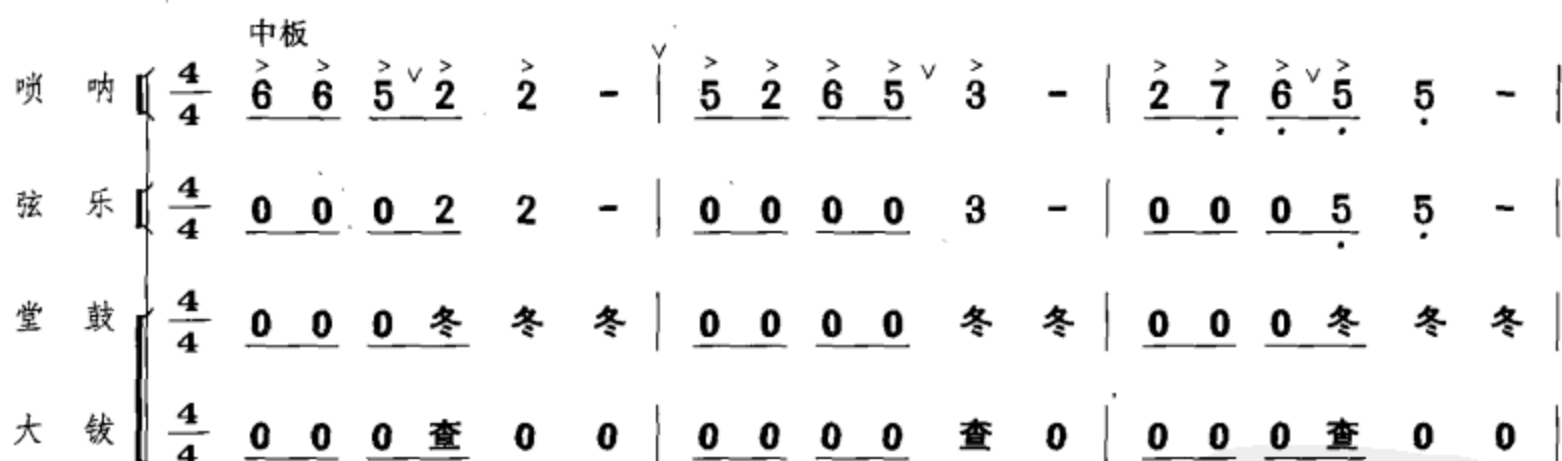 中板
唢 呐 4/4 6 6 5 2 2 - | 5 2 6 5 3 - | 2 7 6 5 5 - |
弦 乐 4/4 0 0 0 2 2 - | 0 0 0 0 3 - | 0 0 0 5 5 - |
堂 鼓 4/4 0 0 0 冬 冬 冬 | 0 0 0 0 冬 冬 | 0 0 0 冬 冬 冬 |
大 钹 4/4 0 0 0 查 0 0 | 0 0 0 0 查 0 | 0 0 0 查 0 0